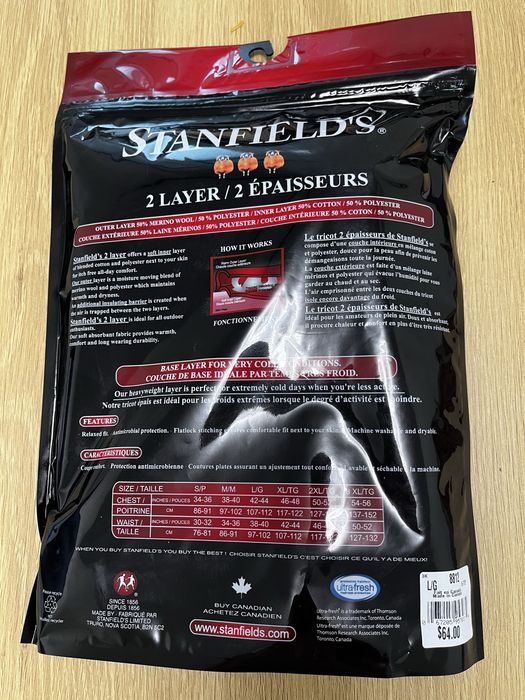 STANFIELD'S®
2 LAYER / 2 ÉPAISSEURS
OUTER LAYER 50% MERINO WOOL / 50 % POLYESTER / INNER LAYER 50% COTTON / 50 % POLYESTER
COUCHE EXTÉRIEURE 50% LAINE MÉRINOS / 50 % POLYESTER / COUCHE INTÉRIEURE 50 % COTON / 50 % POLYESTER
Stanfield's 2 layer offers a soft inner layer
of blended cotton and polyester next to your skin
for itch free all-day comfort.
Our outer layer is a moisture moving blend of
merino wool and polyester which maintains
warmth and dryness.
An additional insulating barrier is created when
the air is trapped between the two layers.
Stanfield's 2 layer is ideal for all outdoor
enthusiasts.
Our soft absorbant fabric provides warmth,
comfort and long wearing durability.
HOW IT WORKS
Le tricot 2 épaisseurs de Stanfield's se
compose d'une couche intérieure en mélange coton
et polyester, douce pour la peau afin de prévenir les
démangeaisons toute la journée.
La couche extérieure est faite d'un mélange laine
mérinos et polyester qui évacue l'humidité pour vous
garder au chaud et au sec.
L'air emprisonné entre les deux couches du tricot
isole encore davantage du froid.
Le tricot 2 épaisseurs de Stanfield's est
idéal pour les amateurs de plein air. Doux et absorbant
il procure chaleur et confort en plus d'être très résistant.
BASE LAYER FOR VERY COLD CONDITIONS.
COUCHE DE BASE IDÉALE PAR TEMPS TRÈS FROID.
Our heavyweight layer is perfect for extremely cold days when you're less active.
Notre tricot épais est idéal pour les froids extrêmes lorsque le degré d'activité est moindre.
FEATURES
- Relaxed fit. - Antimicrobial protection. - Flatlock stitching ensures comfortable fit next to your skin. - Machine washable and dryable.
CARACTÉRISTIQUES
Coupe confort. - Protection antimicrobienne - Coutures plates assurant un ajustement tout confort. - Lavable et séchable à la machine.
SIZE / TAILLE S/P M/M L/G XL/TG 2XL/TG XL/TG
CHEST / POITRINE INCHES / POUCES 34-36 38-40 42-44 46-48 50-52 54-56
CM 86-91 97-102 107-112 117-122 137-152
WAIST / TAILLE INCHES / POUCES 30-32 34-36 38-40 42-44 50-52
CM 76-81 86-91 97-102 107-112 127-132
WHEN YOU BUY STANFIELD'S YOU BUY THE BEST ! CHOISIR STANFIELD'S C'EST CHOISIR CE QU'IL Y A DE MIEUX!
SINCE 1856
DEPUIS 1856
MADE BY - FABRIQUÉ PAR
STANFIELD'S LIMITED
TRURO, NOVA SCOTIA, B2N 5C2
BUY CANADIAN
ACHETEZ CANADIEN
www.stanfields.com
ultra-fresh
Ultra-fresh® is a trademark of Thomson
Research Associates Inc. Toronto, Canada
Ultra-fresh® est une marque déposée de
Thomson Research Associates Inc.
Toronto, Canada
L/G 8812
$64.00